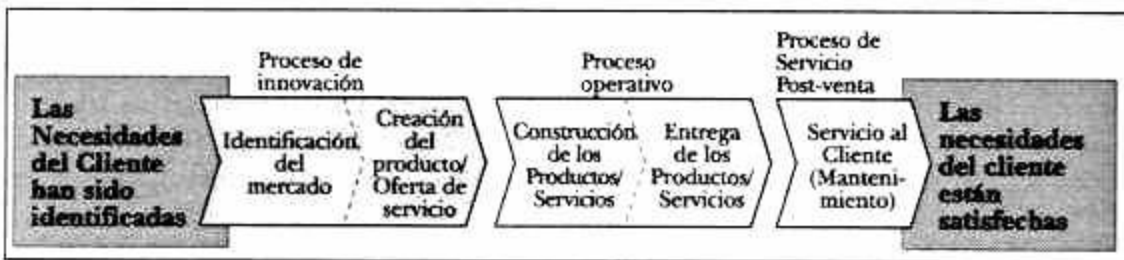 Proceso de
innovación
Proceso
operativo
Proceso de
Servicio
Post-venta
Las
Necesidades
del Cliente
han sido
identificadas
Identificación
del
mercado
Creación
del
producto/
Oferta de
servicio
Construcción
de los
Productos/
Servicios
Entrega
de los
Productos/
Servicios
Servicio al
Cliente
(Manteni-
miento)
Las
necesidades
del cliente
están
satisfechas